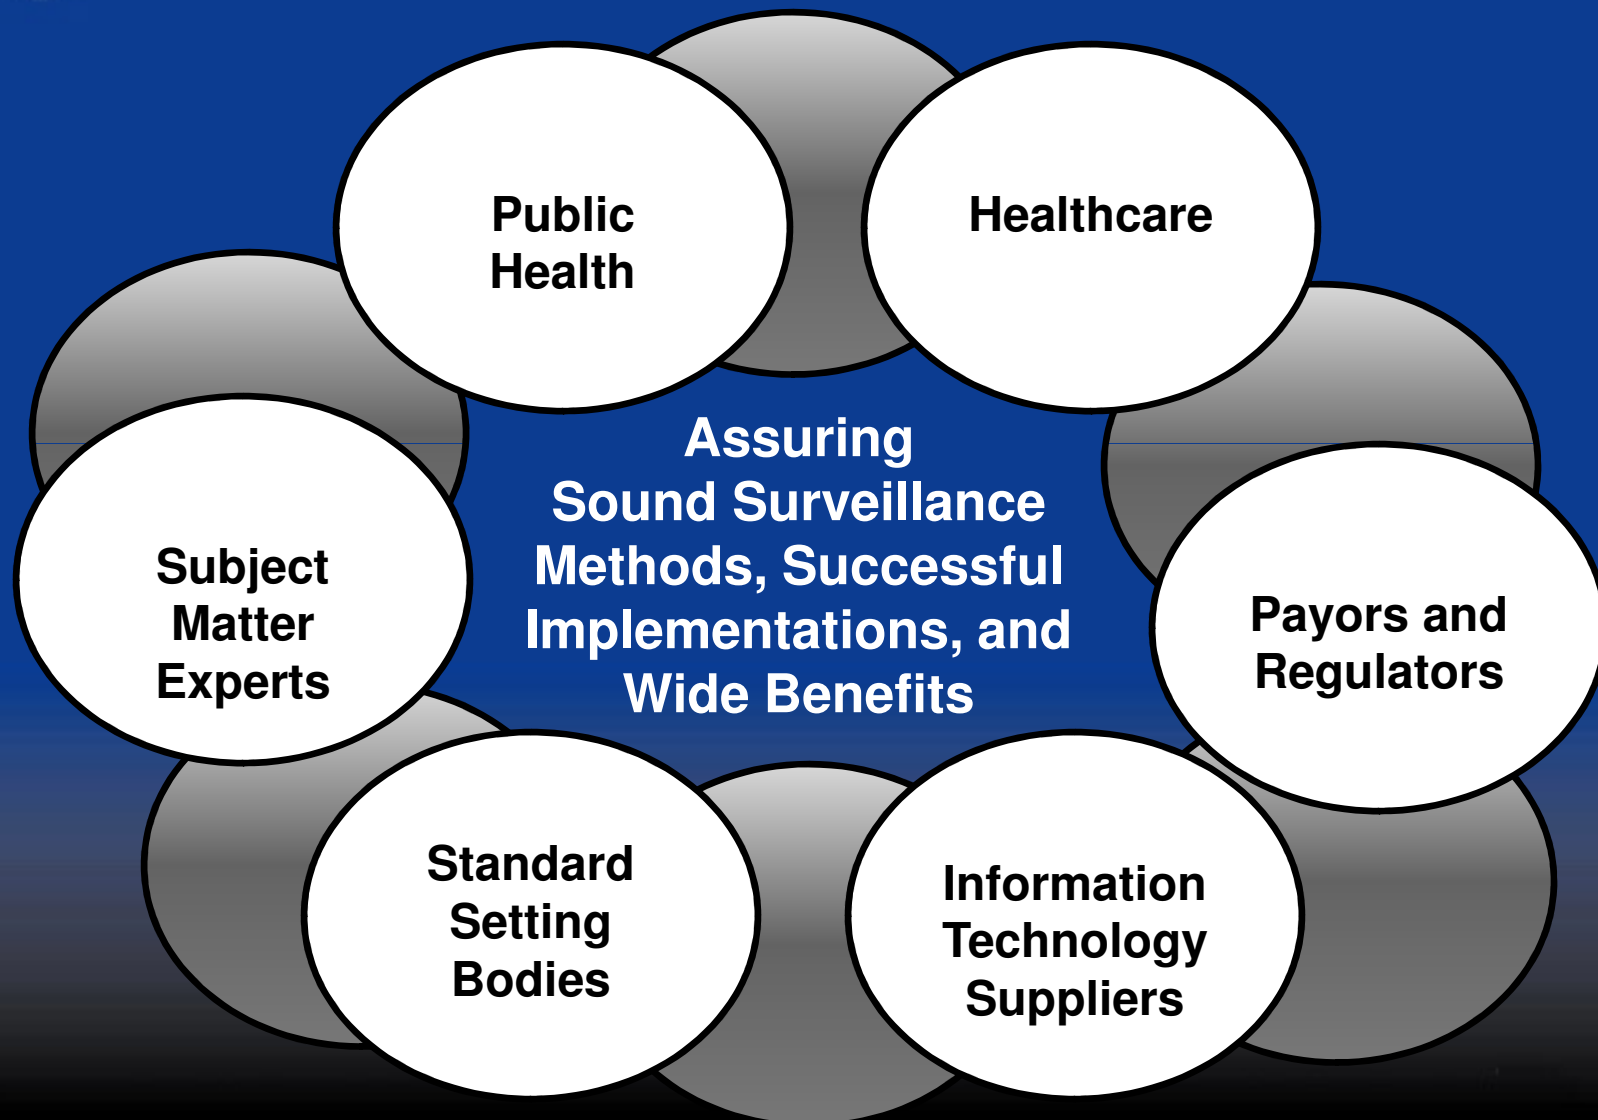 Public
Health
Healthcare
Assuring
Sound Surveillance
Methods, Successful
Implementations, and
Wide Benefits
Subject
Matter
Experts
Payors and
Regulators
Standard
Setting
Bodies
Information
Technology
Suppliers